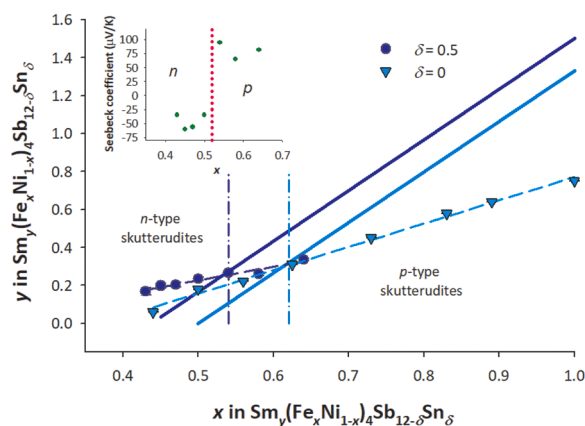 1.6
1.4
1.2
1.0
0.8
0.6
0.4
0.2
0.0
y in Smy(FexNi1-x)4Sb12-δSnδ
Seebeck coefficient (μV/K)
100
75
50
25
0
-25
-50
-75
n
p
0.4 0.5 0.6 0.7
x
δ = 0.5
δ = 0
n-type
skutterudites
p-type
skutterudites
0.4 0.5 0.6 0.7 0.8 0.9 1.0
x in Smy(FexNi1-x)4Sb12-δSnδ